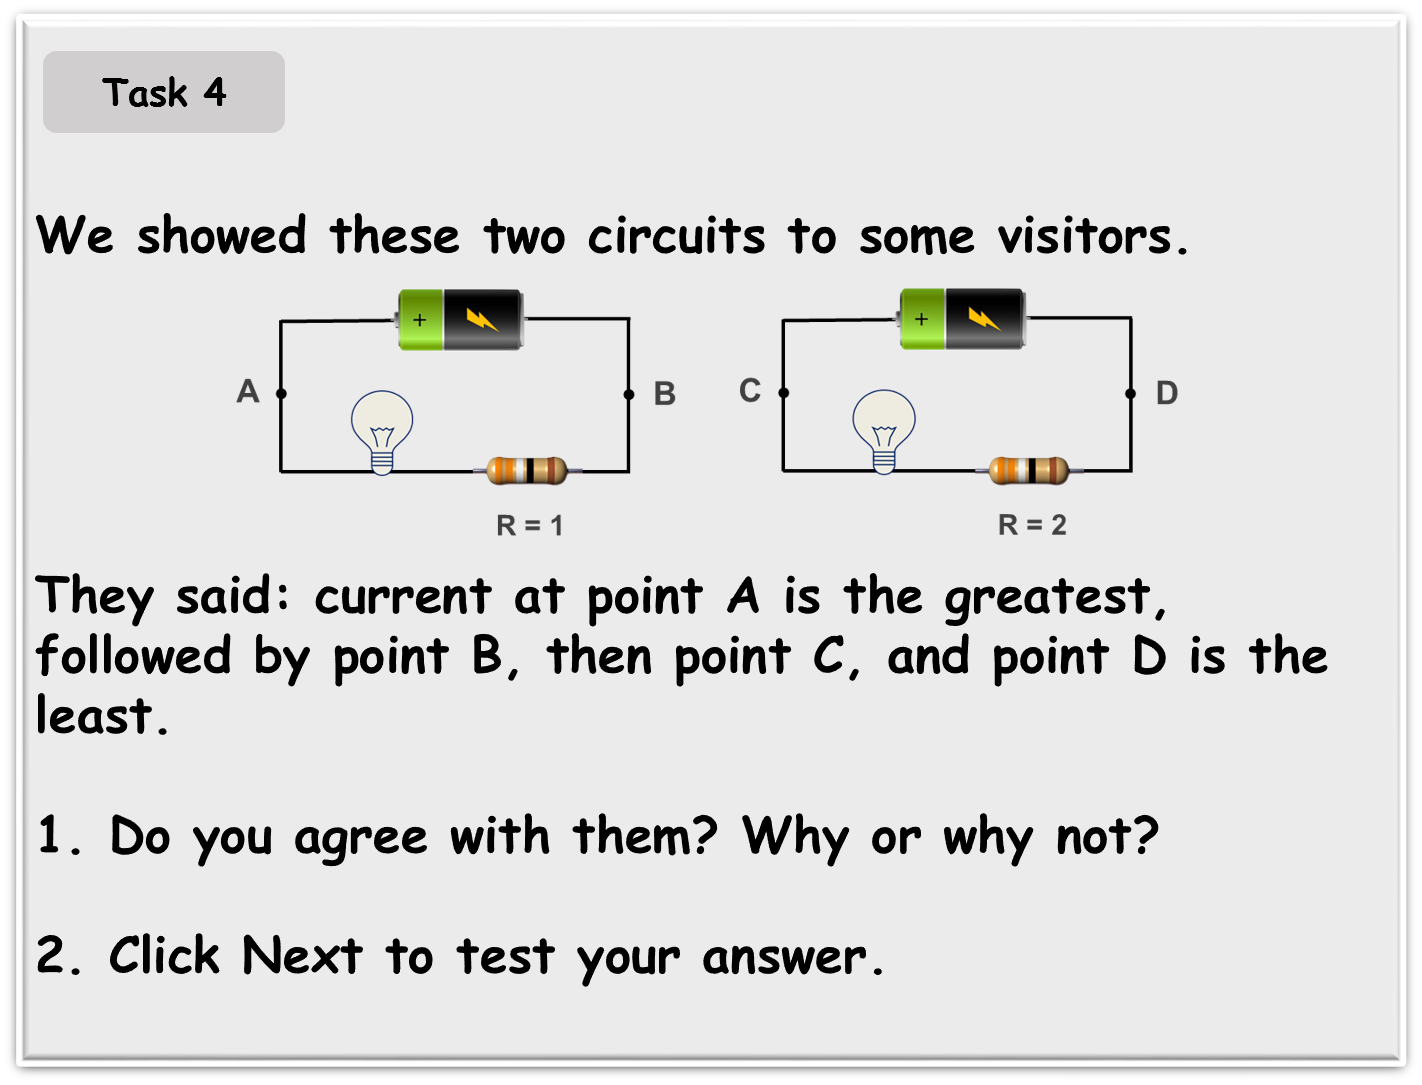 Task 4
We showed these two circuits to some visitors.
+
+
A
B
C
D
R = 1
R = 2
They said: current at point A is the greatest,
followed by point B, then point C, and point D is the
least.
1. Do you agree with them? Why or why not?
2. Click Next to test your answer.